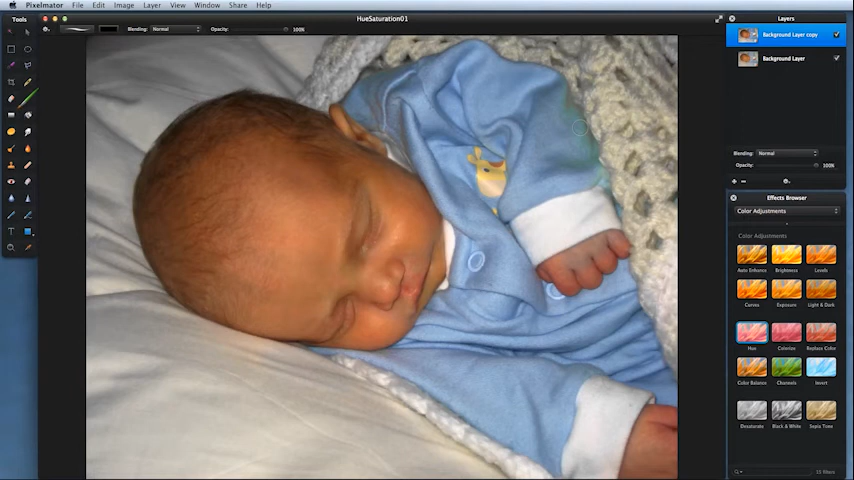 Pixelmator File Edit Image Layer View Window Share Help
Tools
HueSaturation01
Blending: Normal Opacity: 100%
Layers
Background Layer copy
Background Layer
Blending: Normal
Opacity: 100%
Effects Browser
Color Adjustments
Color Adjustments
Auto Enhance Brightness Levels
Curves Exposure Light & Dark
Hue Colorize Replace Color
Color Balance Channels Invert
Desaturate Black & White Sepia Tone
15 filters